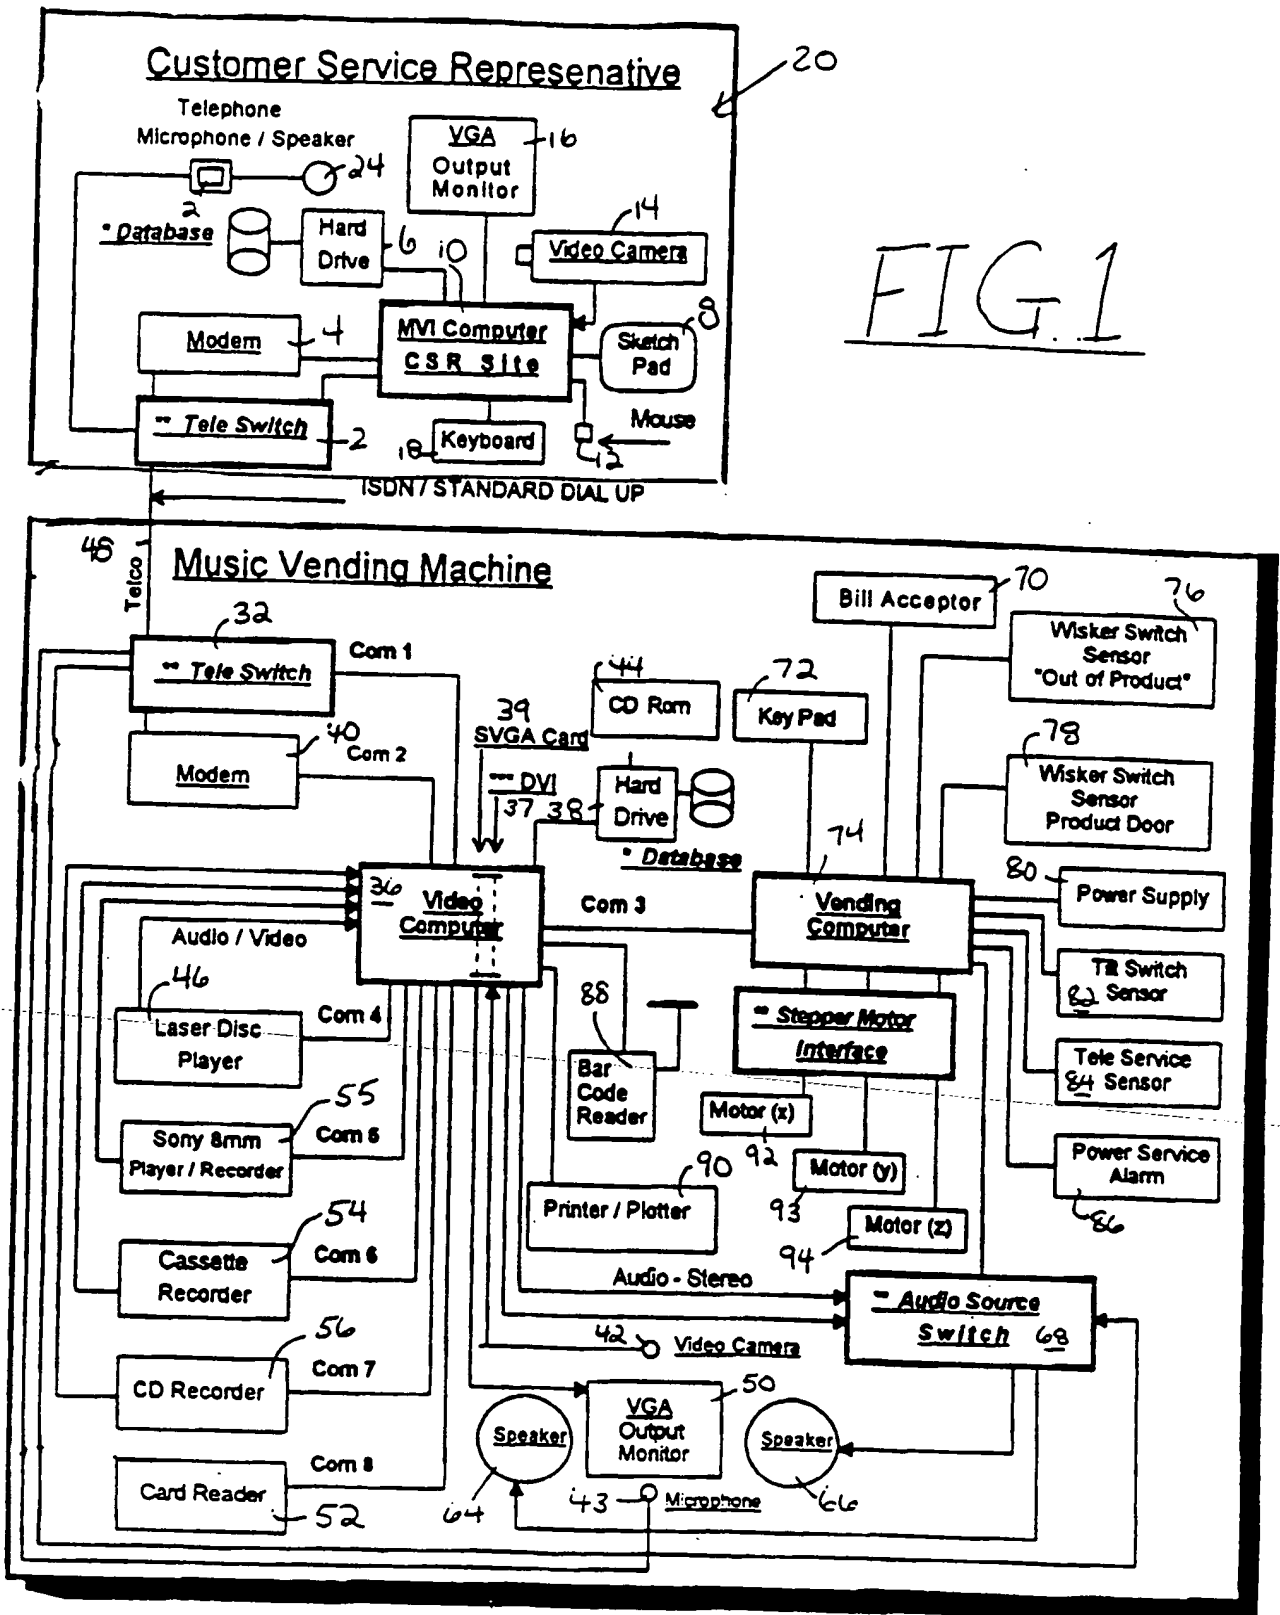 Customer Service Represenative
20
Telephone
Microphone / Speaker
24
2
VGA
Output
Monitor
16
* Database
Hard
Drive
6
10
14
Video Camera
Modem
4
MVI Computer
CSR Site
8
Sketch
Pad
** Tele Switch
2
18
Keyboard
Mouse
12
FIG. 1
ISDN / STANDARD DIAL UP
48
Telco
Music Vending Machine
32
** Tele Switch
Com 1
40
Modem
Com 2
39
SVGA Card
*** DVI
37
44
CD Rom
38
Hard
Drive
* Database
72
Key Pad
70
Bill Acceptor
76
Wisker Switch
Sensor
"Out of Product"
78
Wisker Switch
Sensor
Product Door
36
Video
Computer
Com 3
74
Vending
Computer
80
Power Supply
Audio / Video
46
Laser Disc
Player
Com 4
88
Bar
Code
Reader
** Stepper Motor
Interface
Tilt Switch
82 Sensor
Tele Service
84 Sensor
55
Sony 8mm
Player / Recorder
Com 5
Motor (x)
92
Motor (y)
93
Motor (z)
94
Power Service
Alarm
86
90
Printer / Plotter
54
Cassette
Recorder
Com 6
Audio - Stereo
** Audio Source
Switch 68
42
Video Camera
56
CD Recorder
Com 7
50
VGA
Output
Monitor
Speaker
64
Speaker
66
Card Reader
52
Com 8
43
Microphone